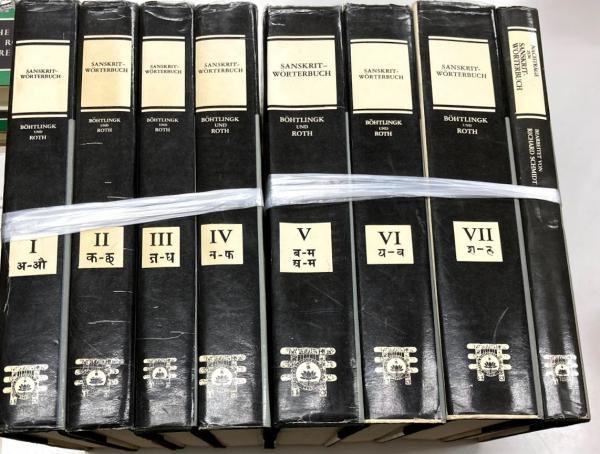 SANSKRIT-
WÖRTERBUCH
BÖHTLINGK
UND
ROTH
I
अ-औ
SANSKRIT-
WÖRTERBUCH
BÖHTLINGK
UND
ROTH
II
SANSKRIT-
WÖRTERBUCH
BÖHTLINGK
UND
ROTH
III
SANSKRIT-
WÖRTERBUCH
BÖHTLINGK
UND
ROTH
IV
न-फ
SANSKRIT-
WÖRTERBUCH
BÖHTLINGK
UND
ROTH
V
ब-म
SANSKRIT-
WÖRTERBUCH
BÖHTLINGK
UND
ROTH
VI
य-व
SANSKRIT-
WÖRTERBUCH
BÖHTLINGK
UND
ROTH
VII
श-ह
NACHTRÄGE
ZUM
SANSKRIT-
WÖRTERBUCH
BEARBEITET VON
RICHARD SCHMIDT